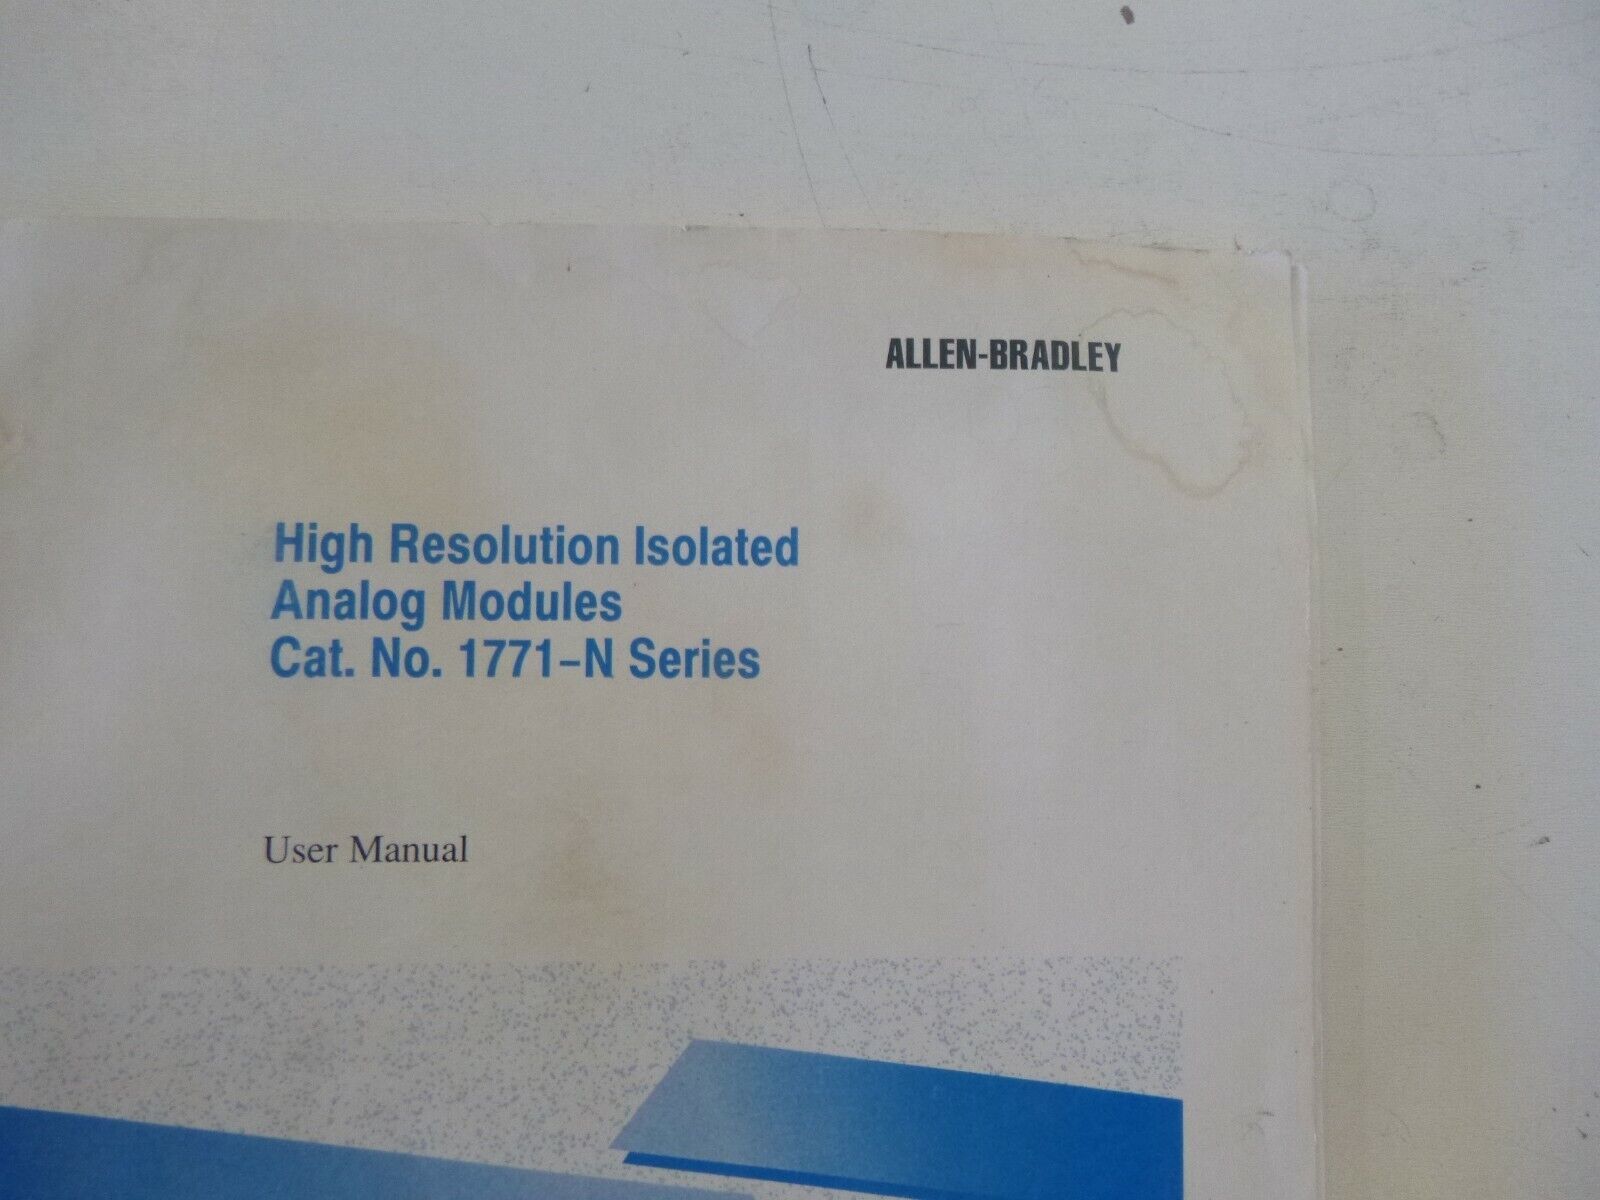 ALLEN-BRADLEY
High Resolution Isolated
Analog Modules
Cat. No. 1771-N Series
User Manual